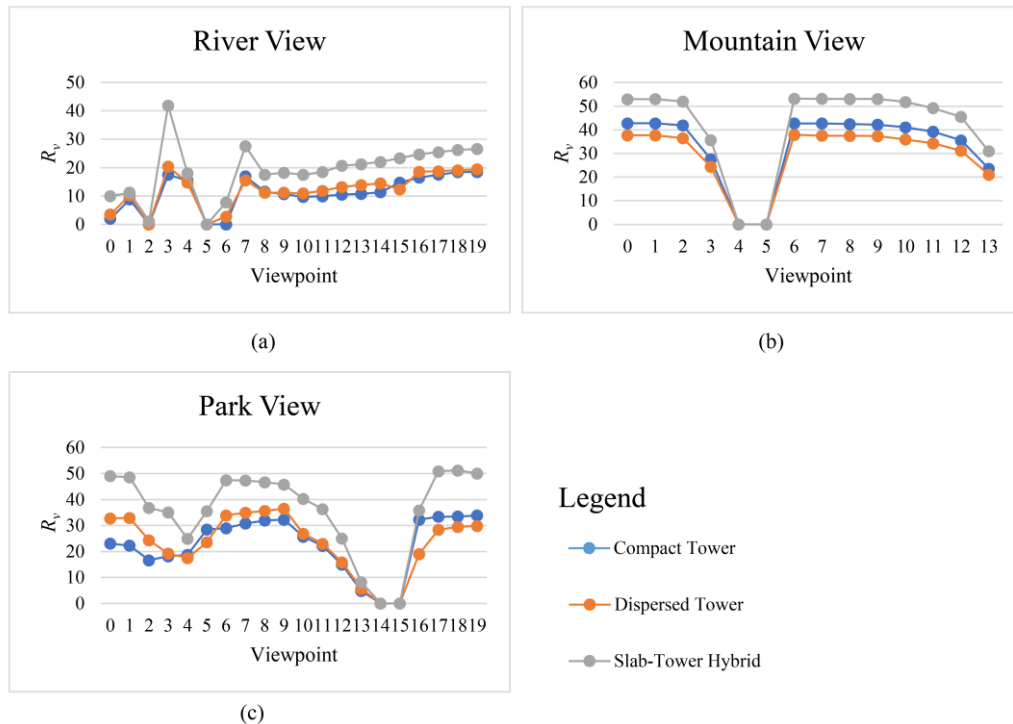 River View
50
40
30
20
10
0
R_v
0 1 2 3 4 5 6 7 8 9 10 11 12 13 14 15 16 17 18 19
Viewpoint
(a)
Mountain View
60
50
40
30
20
10
0
R_v
0 1 2 3 4 5 6 7 8 9 10 11 12 13
Viewpoint
(b)
Park View
60
50
40
30
20
10
0
R_v
0 1 2 3 4 5 6 7 8 9 10 11 12 13 14 15 16 17 18 19
Viewpoint
(c)
Legend
Compact Tower
Dispersed Tower
Slab-Tower Hybrid